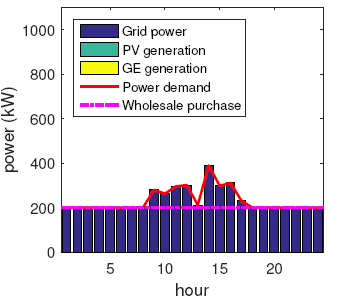 Grid power
PV generation
GE generation
Power demand
Wholesale purchase
1000
800
600
400
200
0
power (kW)
5 10 15 20
hour